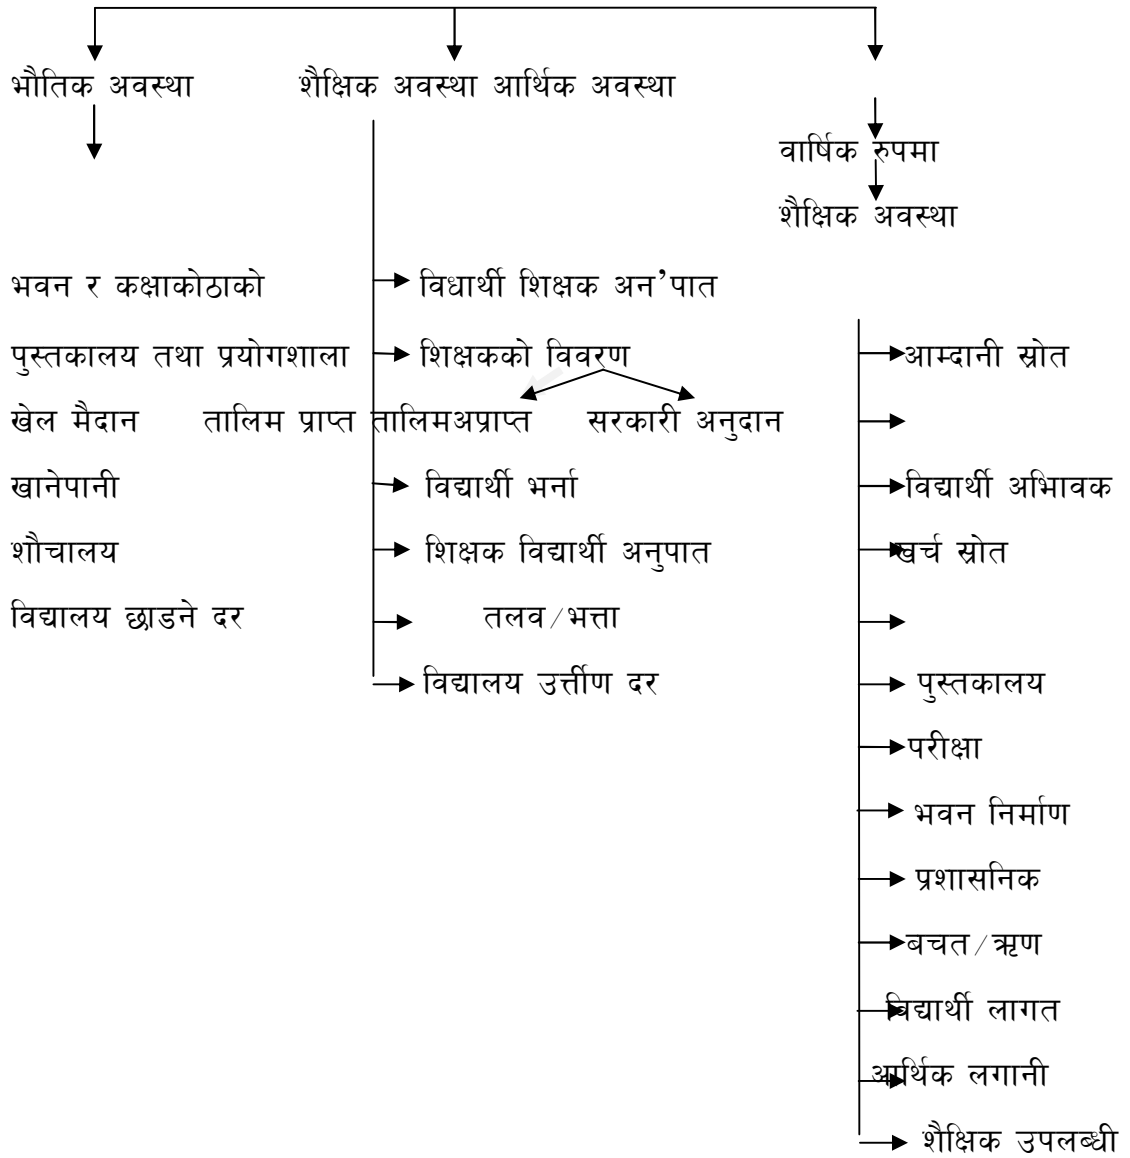 भौतिक अवस्था शैक्षिक अवस्था आर्थिक अवस्था
वार्षिक रुपमा
शैक्षिक अवस्था
भवन र कक्षाकोठाको विधार्थी शिक्षक अन’पात
पुस्तकालय तथा प्रयोगशाला शिक्षकको विवरण आम्दानी स्रोत
खेल मैदान तालिम प्राप्त तालिमअप्राप्त सरकारी अनुदान
खानेपानी विद्यार्थी भर्ना विद्यार्थी अभिावक
शौचालय शिक्षक विद्यार्थी अनुपात खर्च स्रोत
विद्यालय छाडने दर तलव/भत्ता
विद्यालय उर्त्तीण दर पुस्तकालय
परीक्षा
भवन निर्माण
प्रशासनिक
बचत/ऋण
विद्यार्थी लागत
आर्थिक लगानी
शैक्षिक उपलब्धी